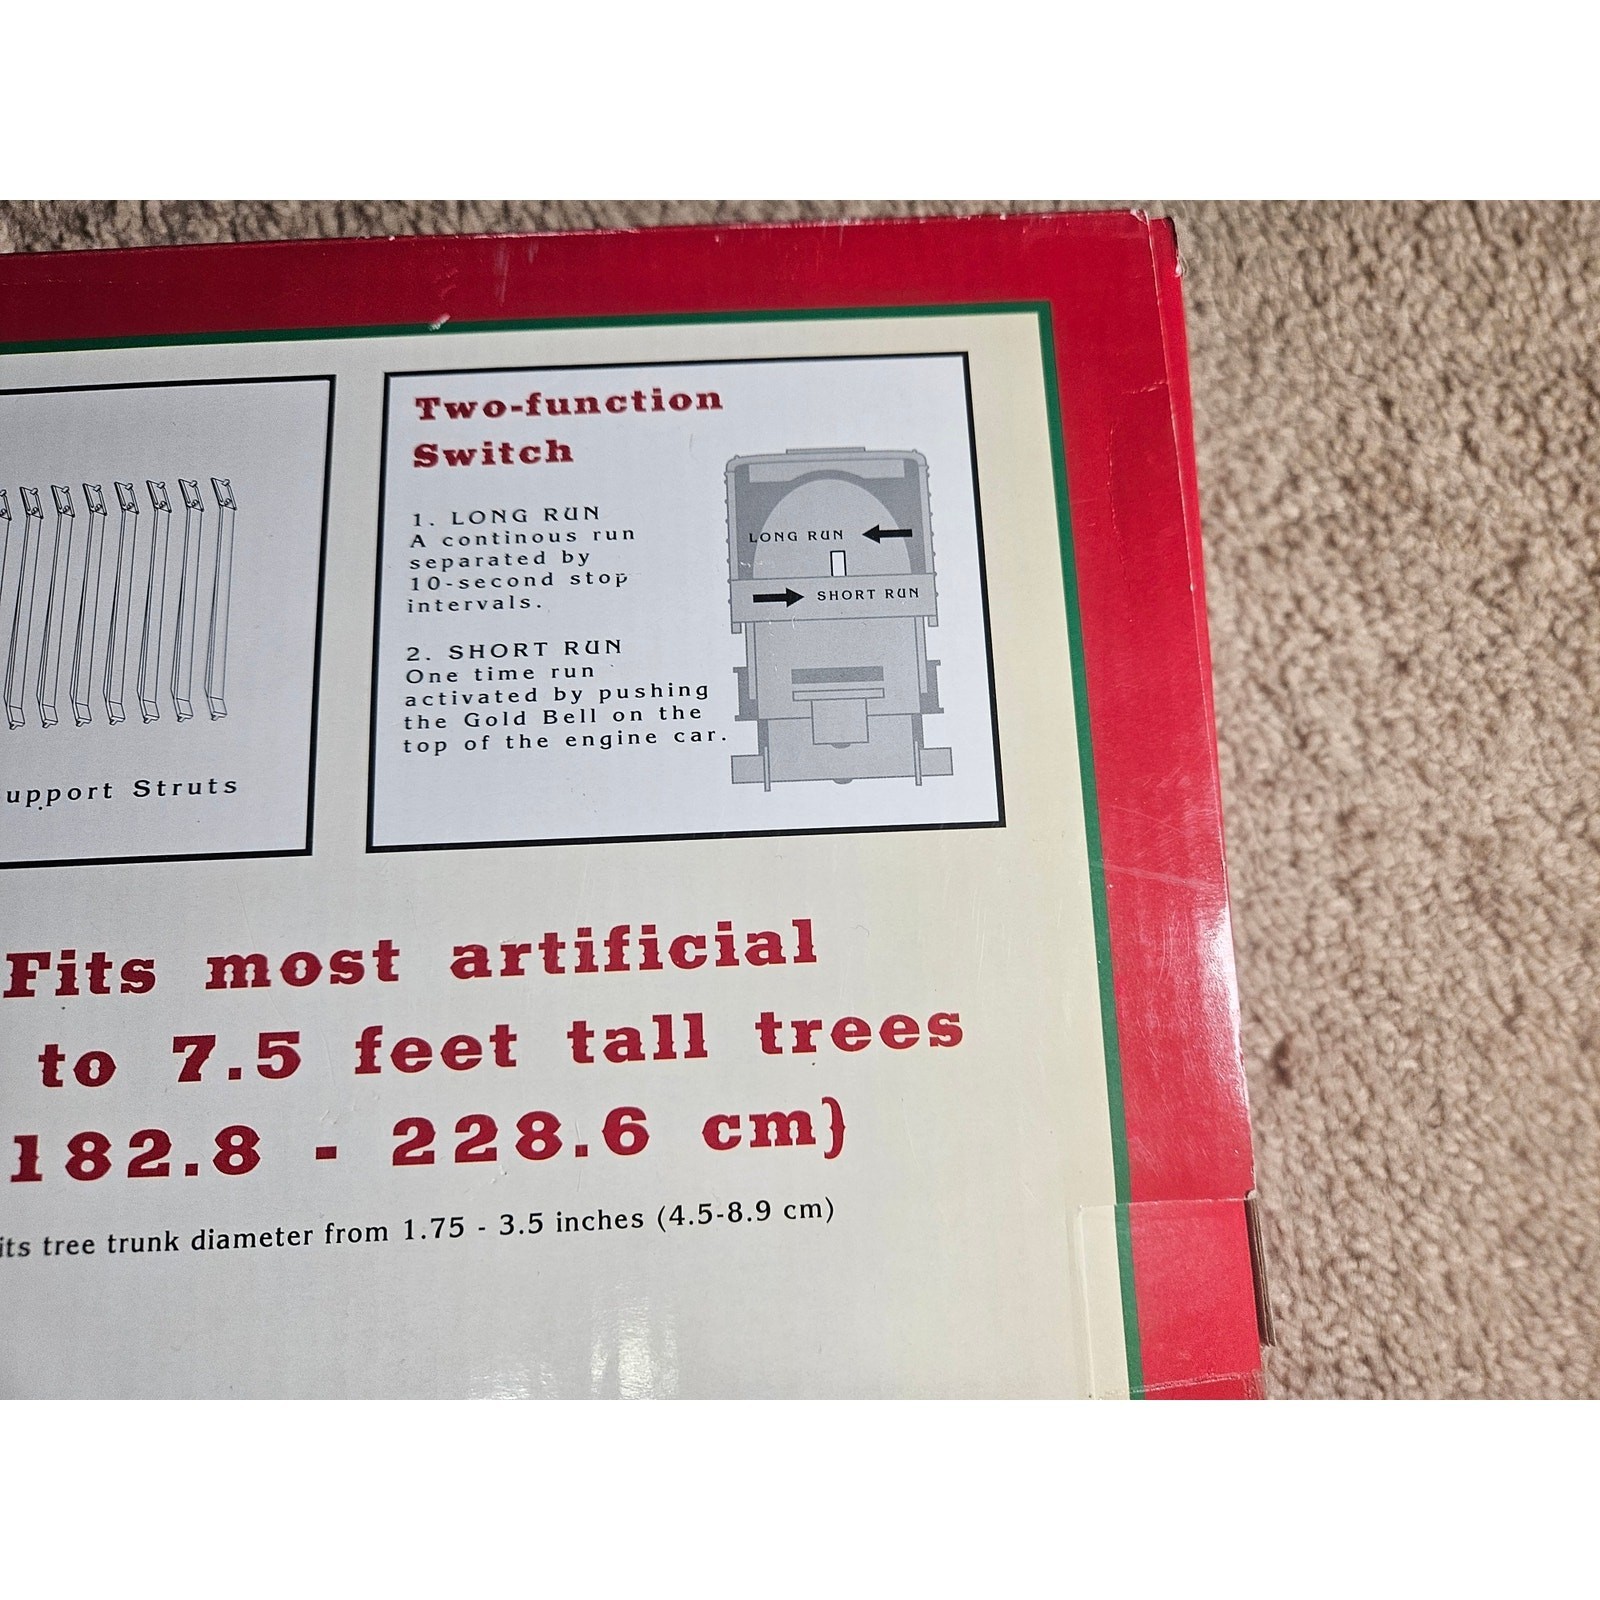 Two-function
Switch
1. LONG RUN
A continous run
separated by
10-second stop
intervals.
2. SHORT RUN
One time run
activated by pushing
the Gold Bell on the
top of the engine car.
LONG RUN
SHORT RUN
upport Struts
Fits most artificial
to 7.5 feet tall trees
182.8 - 228.6 cm)
its tree trunk diameter from 1.75 - 3.5 inches (4.5-8.9 cm)